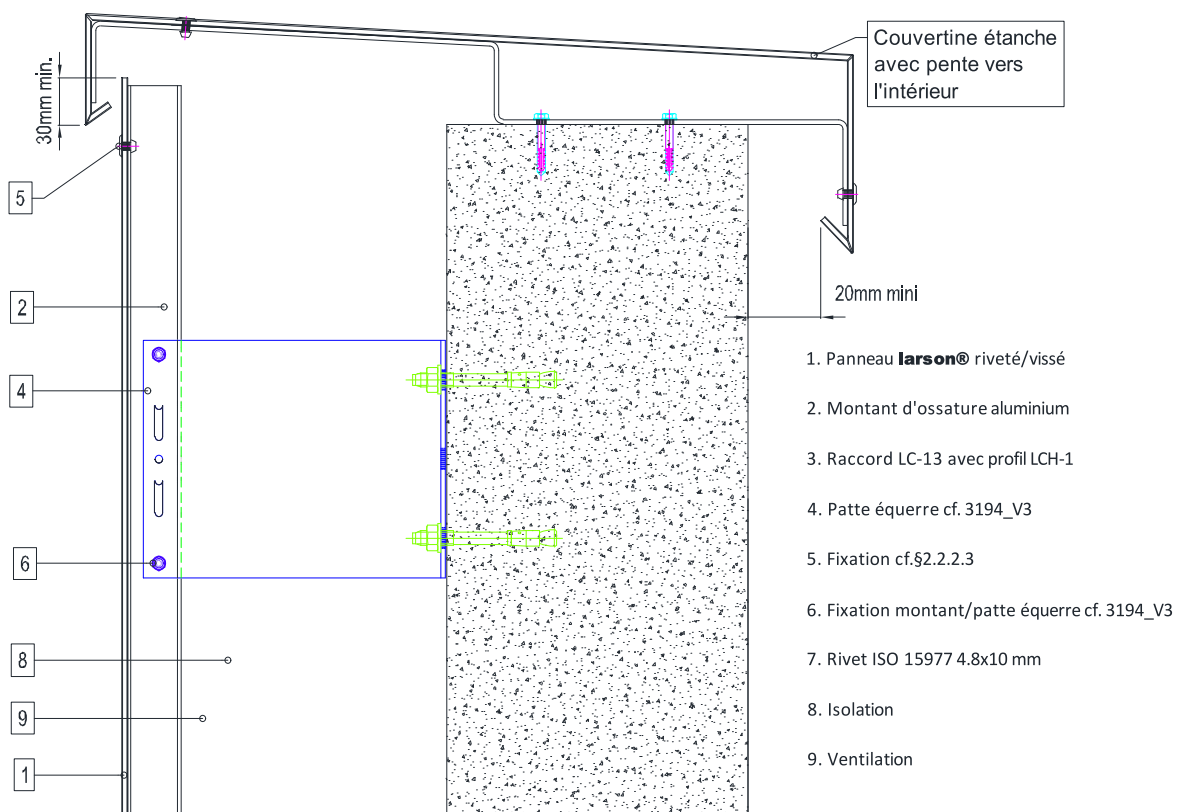 Couvertine étanche
avec pente vers
l'intérieur
30mm min.
5
2
20mm mini
4
6
8
9
1
1. Panneau larson® riveté/vissé
2. Montant d'ossature aluminium
3. Raccord LC-13 avec profil LCH-1
4. Patte équerre cf. 3194_V3
5. Fixation cf.§2.2.2.3
6. Fixation montant/patte équerre cf. 3194_V3
7. Rivet ISO 15977 4.8x10 mm
8. Isolation
9. Ventilation